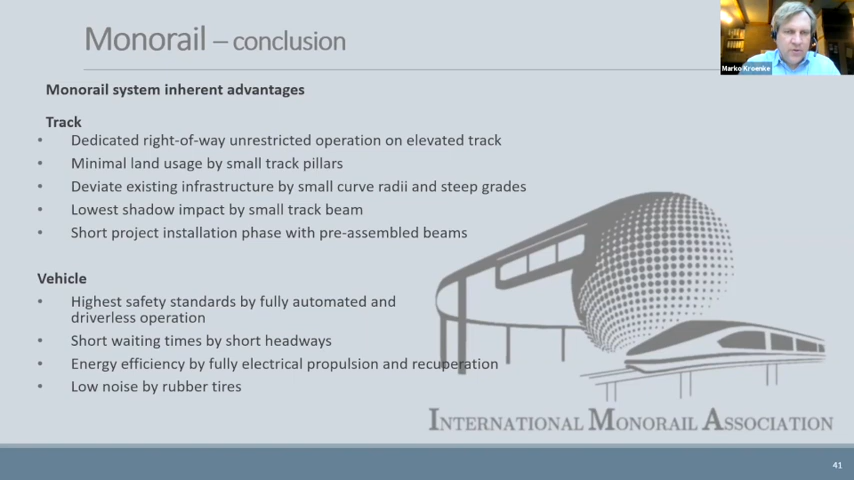 Monorail – conclusion
Marko Kroenke
Monorail system inherent advantages
Track
• Dedicated right-of-way unrestricted operation on elevated track
• Minimal land usage by small track pillars
• Deviate existing infrastructure by small curve radii and steep grades
• Lowest shadow impact by small track beam
• Short project installation phase with pre-assembled beams
Vehicle
• Highest safety standards by fully automated and
driverless operation
• Short waiting times by short headways
• Energy efficiency by fully electrical propulsion and recuperation
• Low noise by rubber tires
INTERNATIONAL MONORAIL ASSOCIATION
41